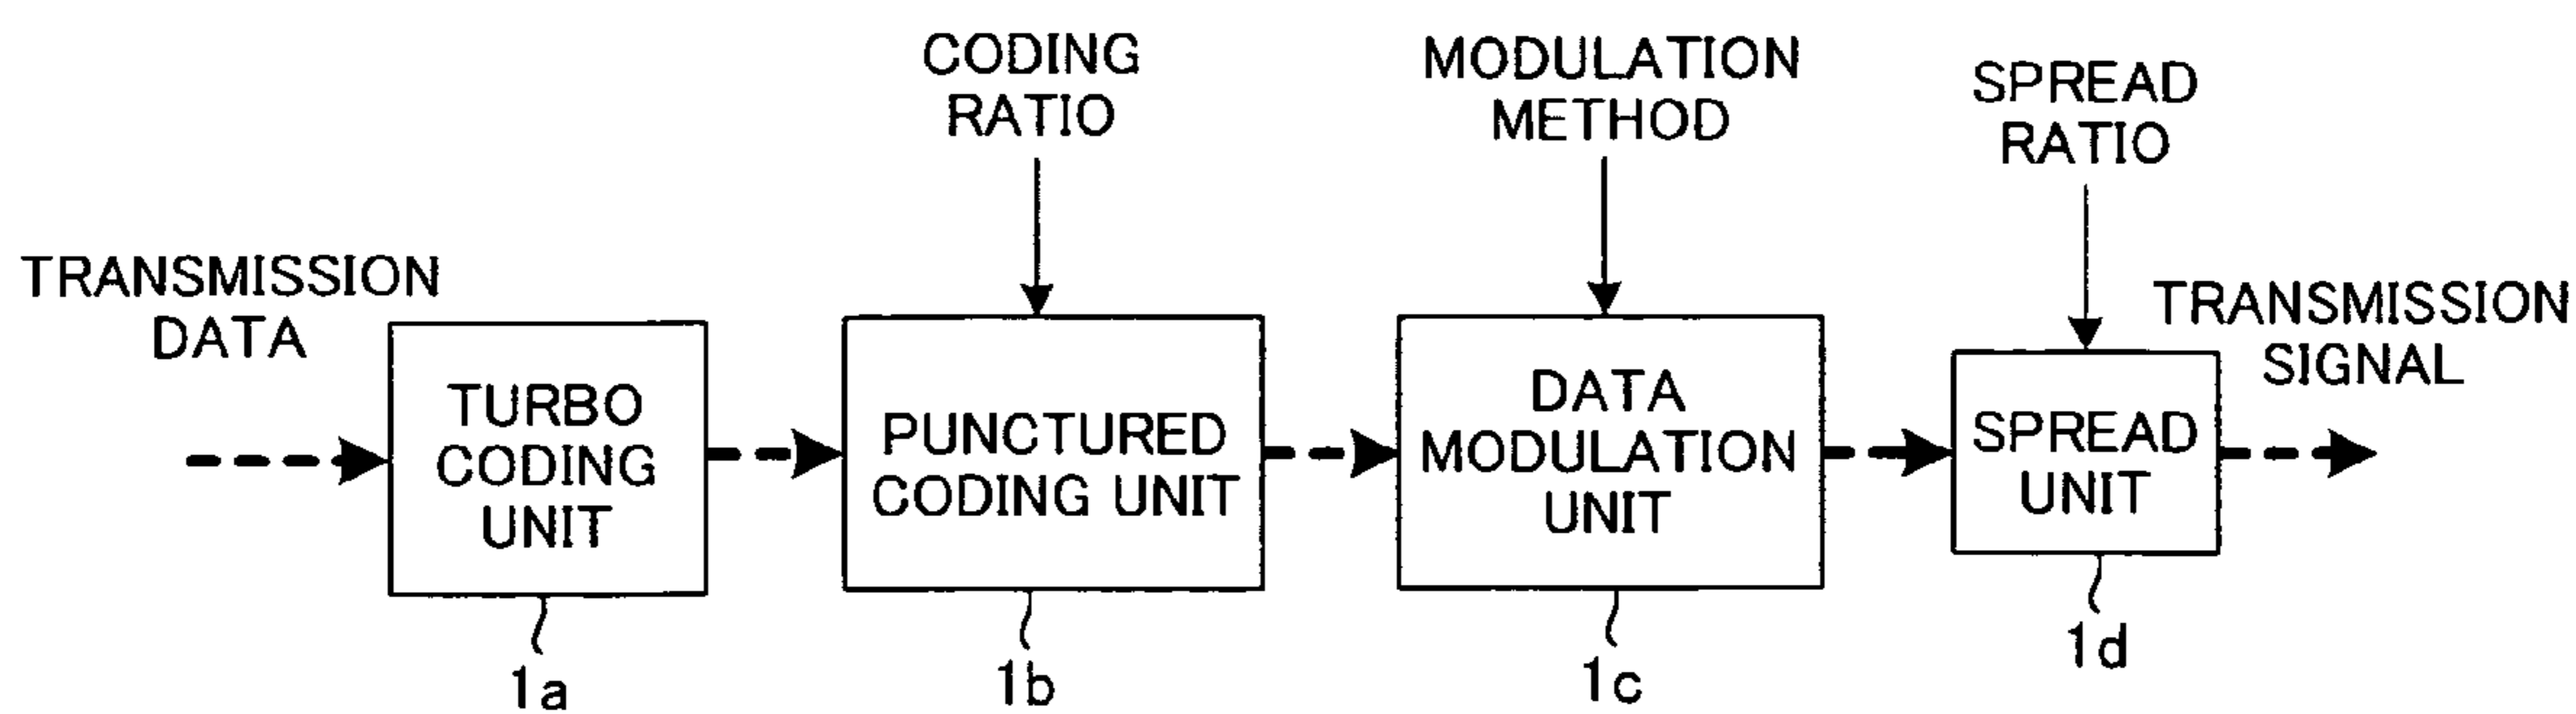 CODING
RATIO
MODULATION
METHOD
SPREAD
RATIO
TRANSMISSION
DATA
TRANSMISSION
SIGNAL
TURBO
CODING
UNIT
PUNCTURED
CODING UNIT
DATA
MODULATION
UNIT
SPREAD
UNIT
1a
1b
1c
1d